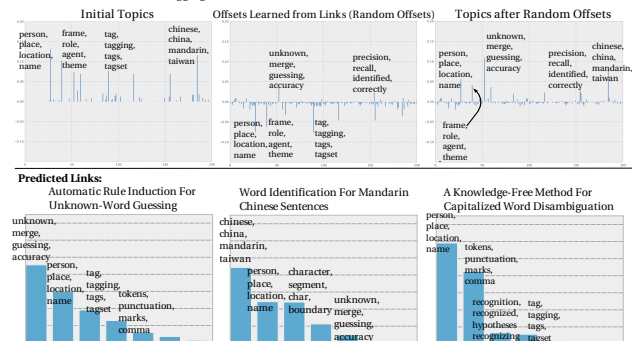 Initial Topics
Offsets Learned from Links (Random Offsets)
Topics after Random Offsets
person,
place,
location,
name
frame,
role,
agent,
theme
tag,
tagging,
tags,
tagset
chinese,
china,
mandarin,
taiwan
unknown,
merge,
guessing,
accuracy
precision,
recall,
identified,
correctly
person,
place,
location,
name
frame,
role,
agent,
theme
tag,
tagging,
tags,
tagset
person,
place,
location,
name
unknown,
merge,
guessing,
accuracy
precision,
recall,
identified,
correctly
chinese,
china,
mandarin,
taiwan
frame,
role,
agent,
theme
Predicted Links:
Automatic Rule Induction For
Unknown-Word Guessing
unknown,
merge,
guessing,
accuracy
person,
place,
location,
name
tag,
tagging,
tags,
tagset
tokens,
punctuation,
marks,
comma
Word Identification For Mandarin
Chinese Sentences
chinese,
china,
mandarin,
taiwan
person,
place,
location,
name
character,
segment,
char,
boundary
unknown,
merge,
guessing,
accuracy
A Knowledge-Free Method For
Capitalized Word Disambiguation
person,
place,
location,
name
tokens,
punctuation,
marks,
comma
recognition,
recognized,
hypotheses
recognizing
tag,
tagging,
tags,
tagset